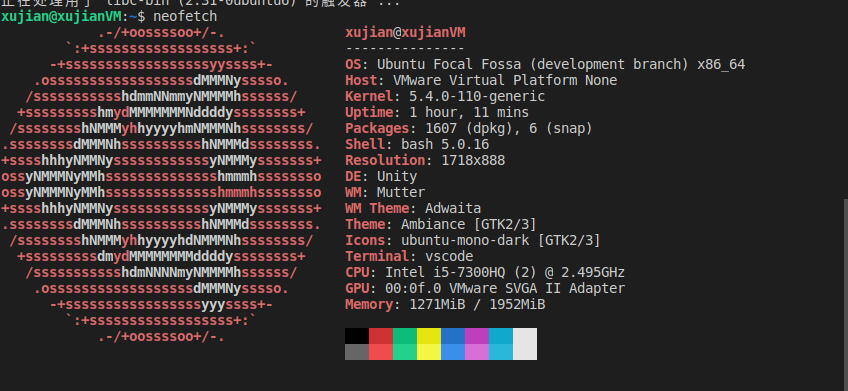 正在处理用于 libc-bin (2.31-0ubuntu6) 的触发器 ...
xujian@xujianVM:~$ neofetch
            .-/+oossssoo+/-.               xujian@xujianVM
        `:+ssssssssssssssssss+:`           ---------------
      -+ssssssssssssssssssyyssss+-         OS: Ubuntu Focal Fossa (development branch) x86_64
    .ossssssssssssssssssdMMMNysssso.       Host: VMware Virtual Platform None
   /ssssssssssshdmmNNmmyNMMMMhssssss/      Kernel: 5.4.0-110-generic
  +ssssssssshmydMMMMMMMNddddyssssssss+     Uptime: 1 hour, 11 mins
 /sssssssshNMMMyhhyyyyhmNMMMNhssssssss/    Packages: 1607 (dpkg), 6 (snap)
.ssssssssdMMMNhsssssssssshNMMMdssssssss.   Shell: bash 5.0.16
+sssshhhyNMMNyssssssssssssyNMMMysssssss+   Resolution: 1718x888
ossyNMMMNyMMhsssssssssssssshmmmhssssssso   DE: Unity
ossyNMMMNyMMhsssssssssssssshmmmhssssssso   WM: Mutter
+sssshhhyNMMNyssssssssssssyNMMMysssssss+   WM Theme: Adwaita
.ssssssssdMMMNhsssssssssshNMMMdssssssss.   Theme: Ambiance [GTK2/3]
 /sssssssshNMMMyhhyyyyhdNMMMNhssssssss/    Icons: ubuntu-mono-dark [GTK2/3]
  +sssssssssdmydMMMMMMMMddddyssssssss+     Terminal: vscode
   /ssssssssssshdmNNNNmyNMMMMhssssss/      CPU: Intel i5-7300HQ (2) @ 2.495GHz
    .ossssssssssssssssssdMMMNysssso.       GPU: 00:0f.0 VMware SVGA II Adapter
      -+sssssssssssssssssyyyssss+-         Memory: 1271MiB / 1952MiB
        `:+ssssssssssssssssss+:`
            .-/+oossssoo+/-.